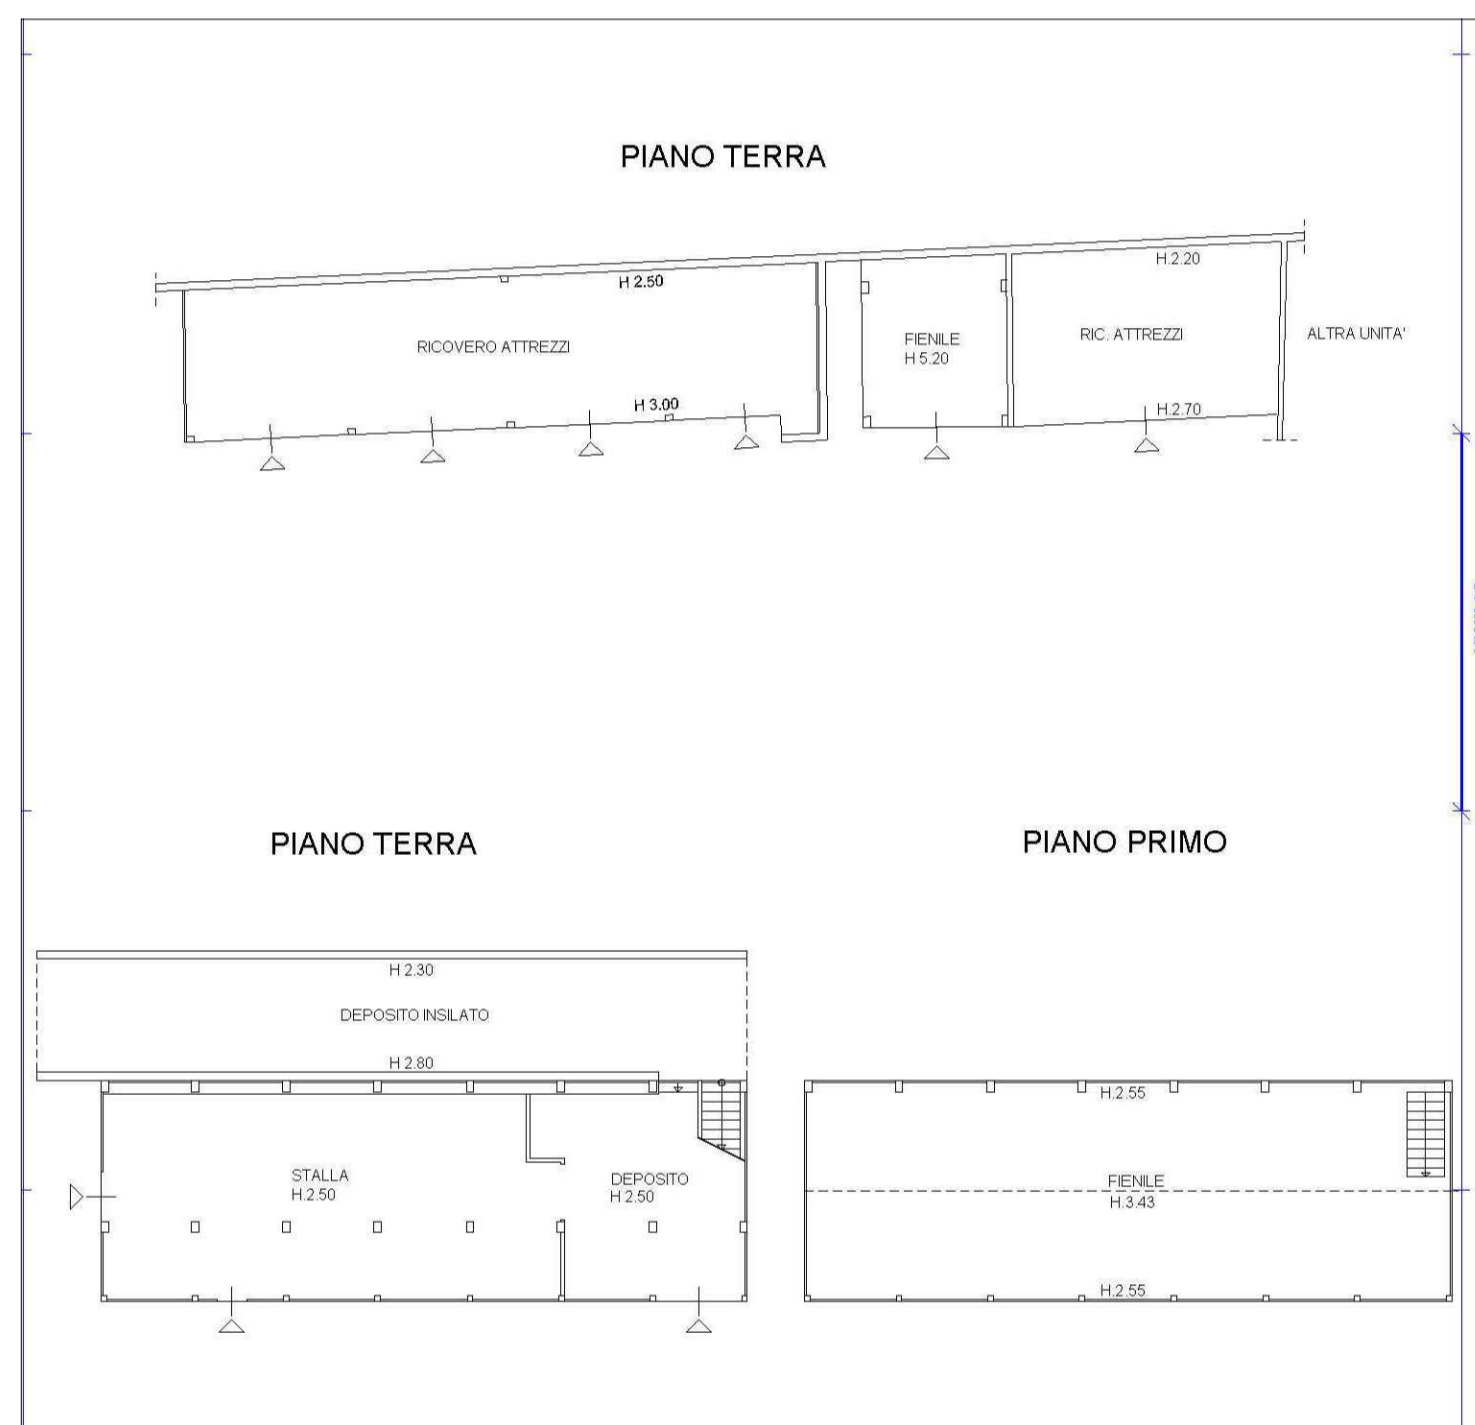 PIANO TERRA
H 2.50
H.2.20
RICOVERO ATTREZZI
FIENILE
H 5.20
RIC. ATTREZZI
ALTRA UNITA'
H 3.00
H.2.70
PIANO TERRA
PIANO PRIMO
H 2.30
DEPOSITO INSILATO
H 2.80
H.2.55
STALLA
H.2.50
DEPOSITO
H 2.50
FIENILE
H.3.43
H.2.55